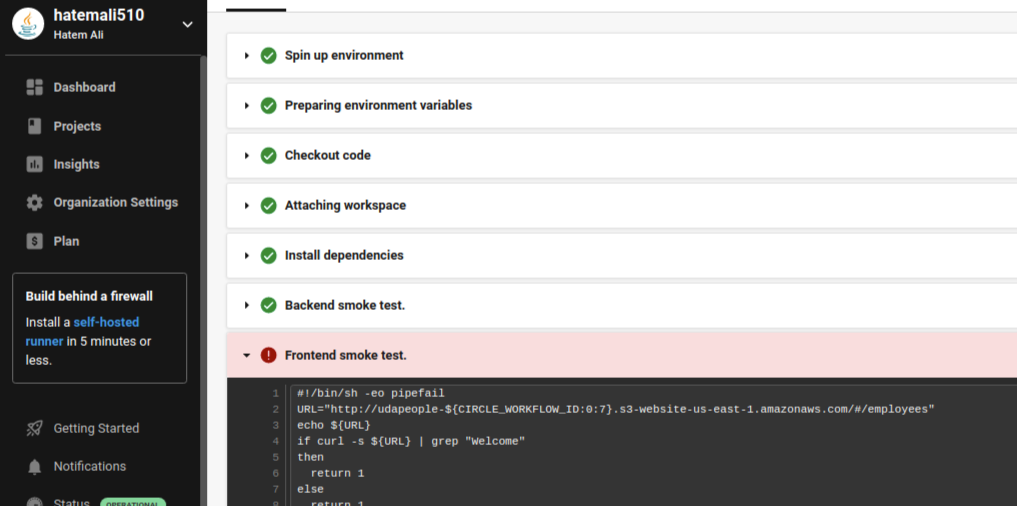 hatemali510
Hatem Ali
Dashboard
Projects
Insights
Organization Settings
Plan
Build behind a firewall
Install a self-hosted
runner in 5 minutes or
less.
Getting Started
Notifications
Status OPERATIONAL
Spin up environment
Preparing environment variables
Checkout code
Attaching workspace
Install dependencies
Backend smoke test.
Frontend smoke test.
1 #!/bin/sh -eo pipefail
2 URL="http://udapeople-${CIRCLE_WORKFLOW_ID:0:7}.s3-website-us-east-1.amazonaws.com/#/employees"
3 echo ${URL}
4 if curl -s ${URL} | grep "Welcome"
5 then
6   return 1
7 else
8   return 1